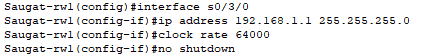 Saugat-rwl(config)#interface s0/3/0
Saugat-rwl(config-if)#ip address 192.168.1.1 255.255.255.0
Saugat-rwl(config-if)#clock rate 64000
Saugat-rwl(config-if)#no shutdown